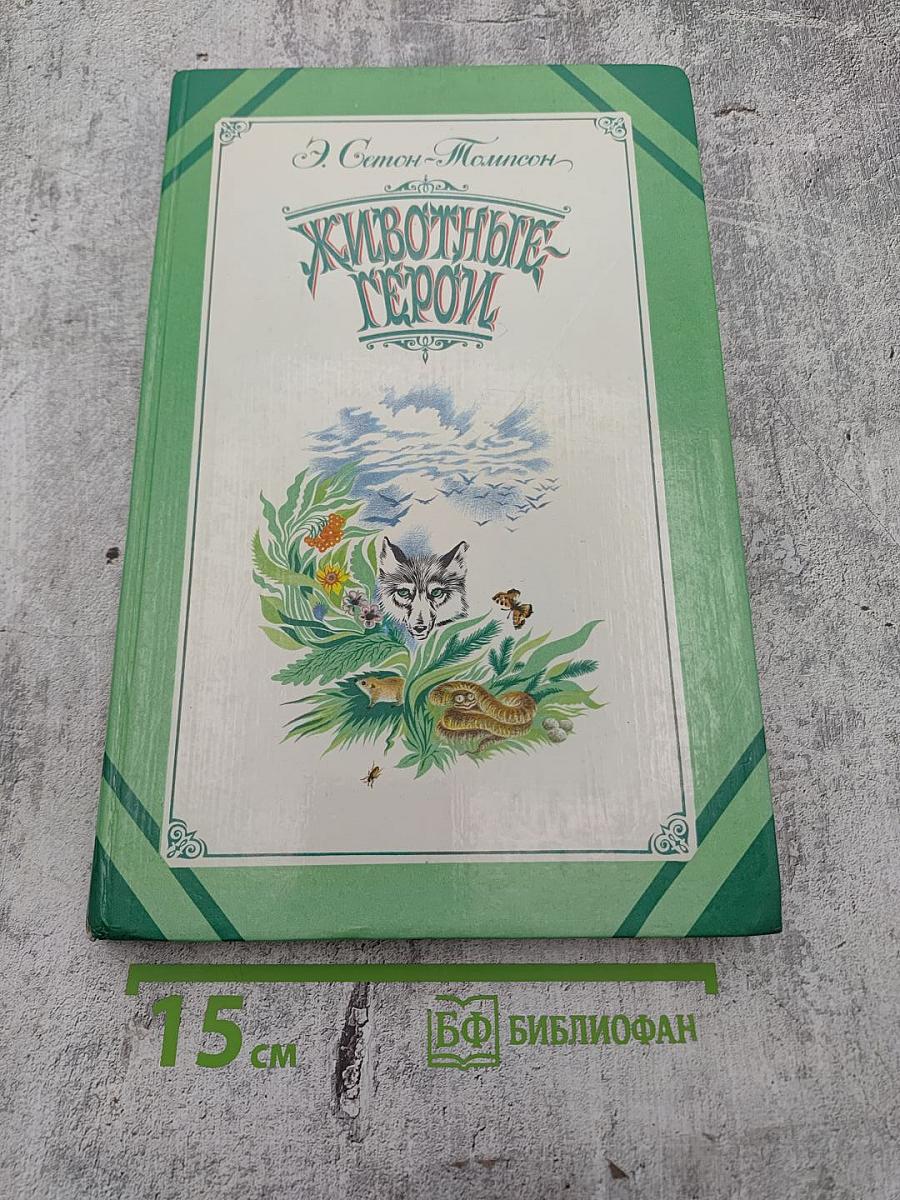 Э. Сетон-Томпсон
ЖИВОТНЫЕ-
ГЕРОИ
15 см
БФ БИБЛИОФАН